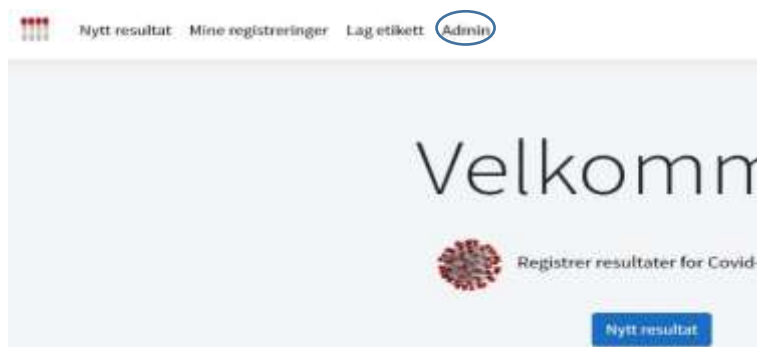 Nytt resultat Mine registreringer Lag etikett Admin
Velkomm
Registrer resultater for Covid-
Nytt resultat